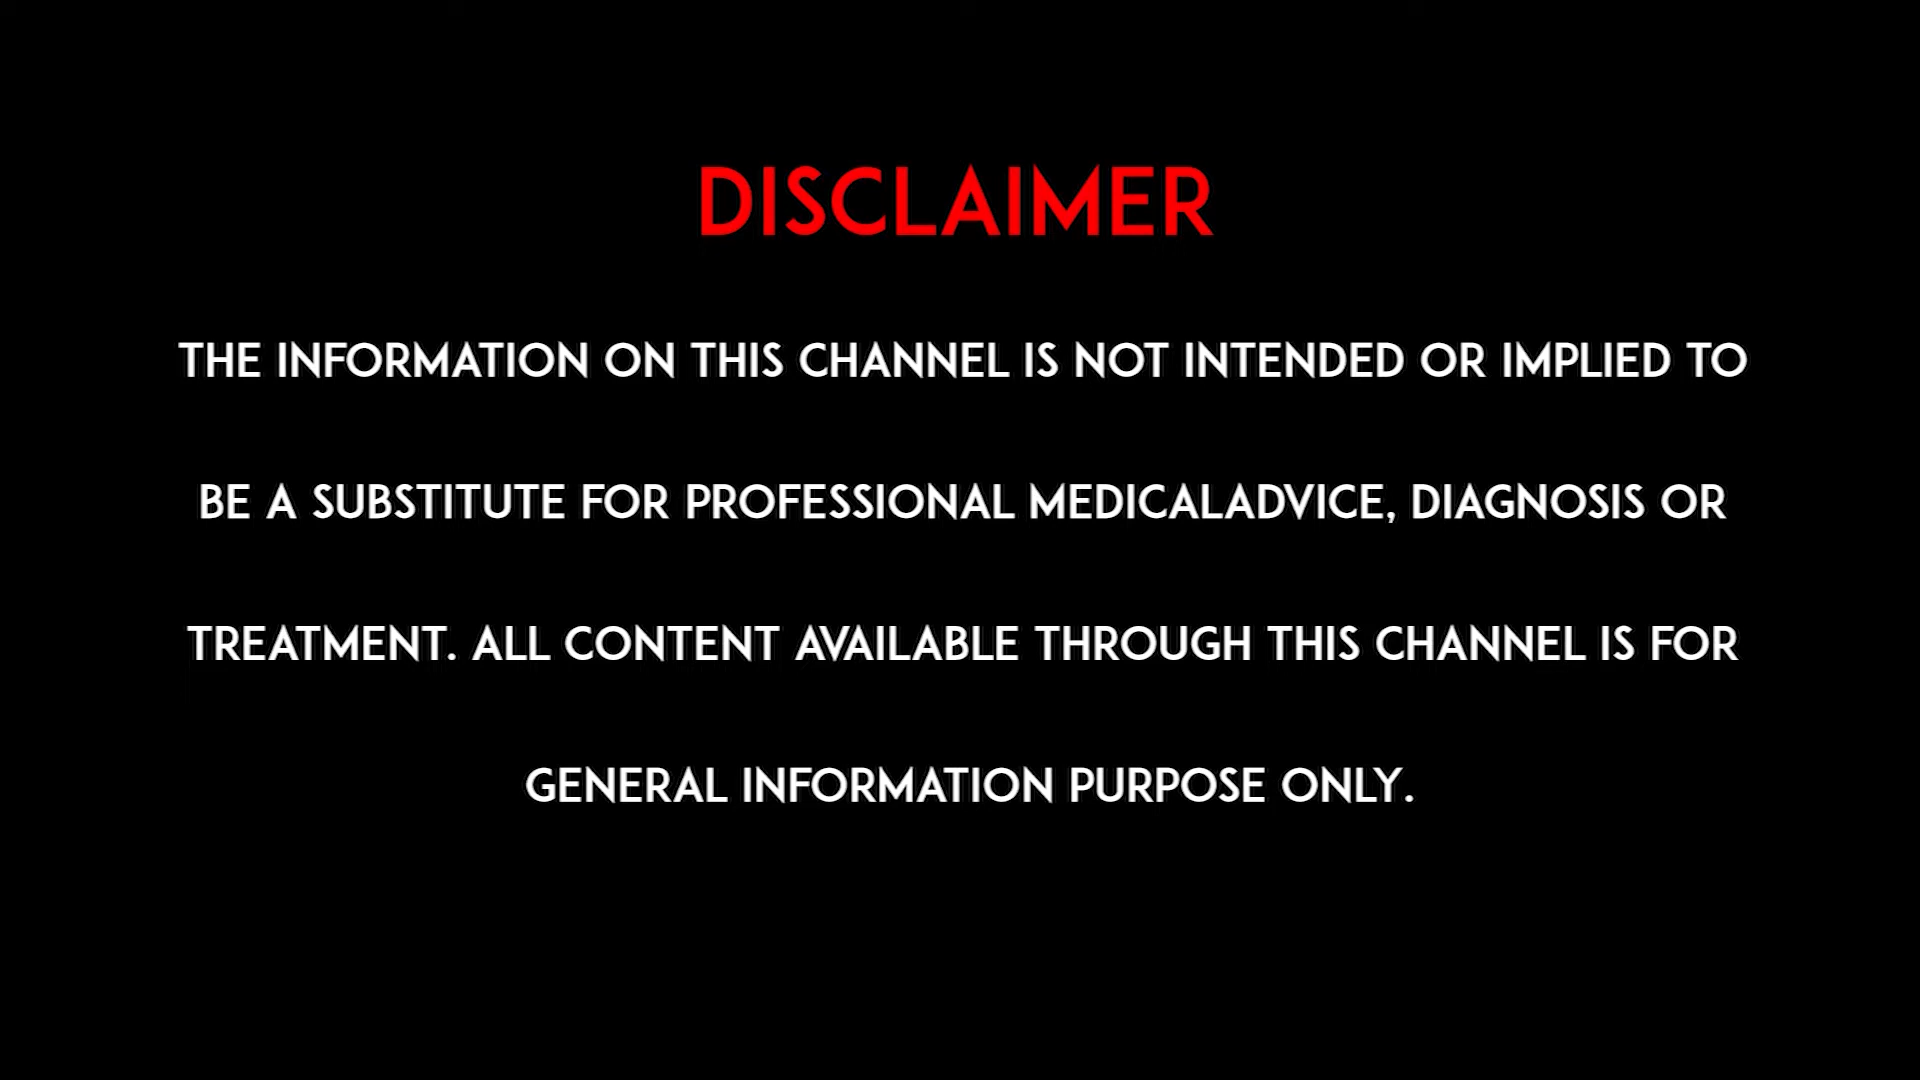 DISCLAIMER
THE INFORMATION ON THIS CHANNEL IS NOT INTENDED OR IMPLIED TO
BE A SUBSTITUTE FOR PROFESSIONAL MEDICALADVICE, DIAGNOSIS OR
TREATMENT. ALL CONTENT AVAILABLE THROUGH THIS CHANNEL IS FOR
GENERAL INFORMATION PURPOSE ONLY.